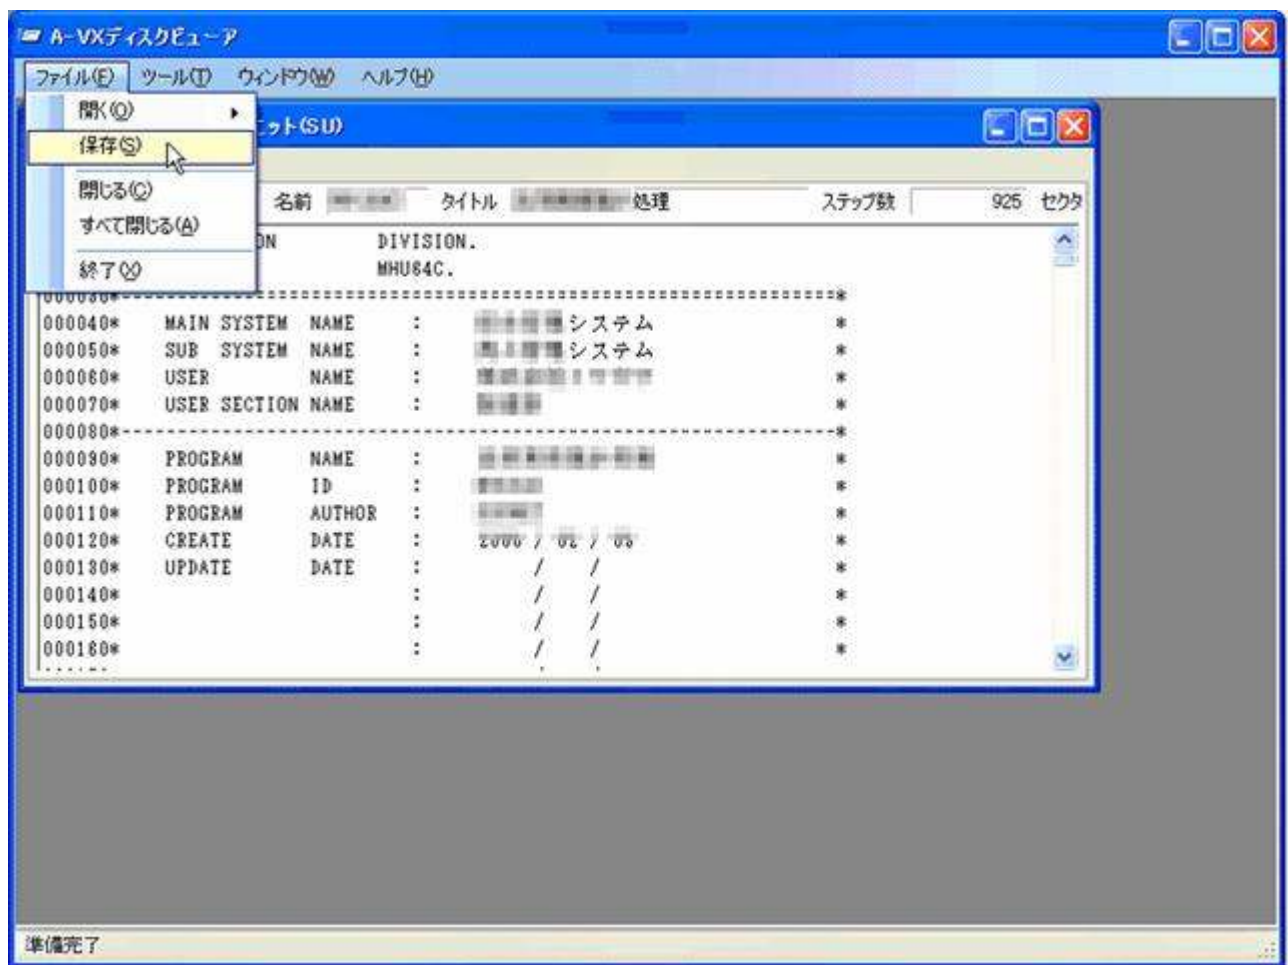 A-VXディスクビューア
ファイル(F) ツール(T) ウィンドウ(W) ヘルプ(H)
開く(O)
保存(S)
閉じる(C)
すべて閉じる(A)
終了(X)
ニット(SU)
名前 タイトル 処理 ステップ数 925 セクタ
ON DIVISION.
MHU64C.
000030*--------------------------------------------------------------*
000040* MAIN SYSTEM NAME : システム *
000050* SUB SYSTEM NAME : システム *
000060* USER NAME : *
000070* USER SECTION NAME : *
000080*--------------------------------------------------------------*
000090* PROGRAM NAME : *
000100* PROGRAM ID : *
000110* PROGRAM AUTHOR : *
000120* CREATE DATE : / / *
000130* UPDATE DATE : / / *
000140* : / / *
000150* : / / *
000160* : / / *
準備完了